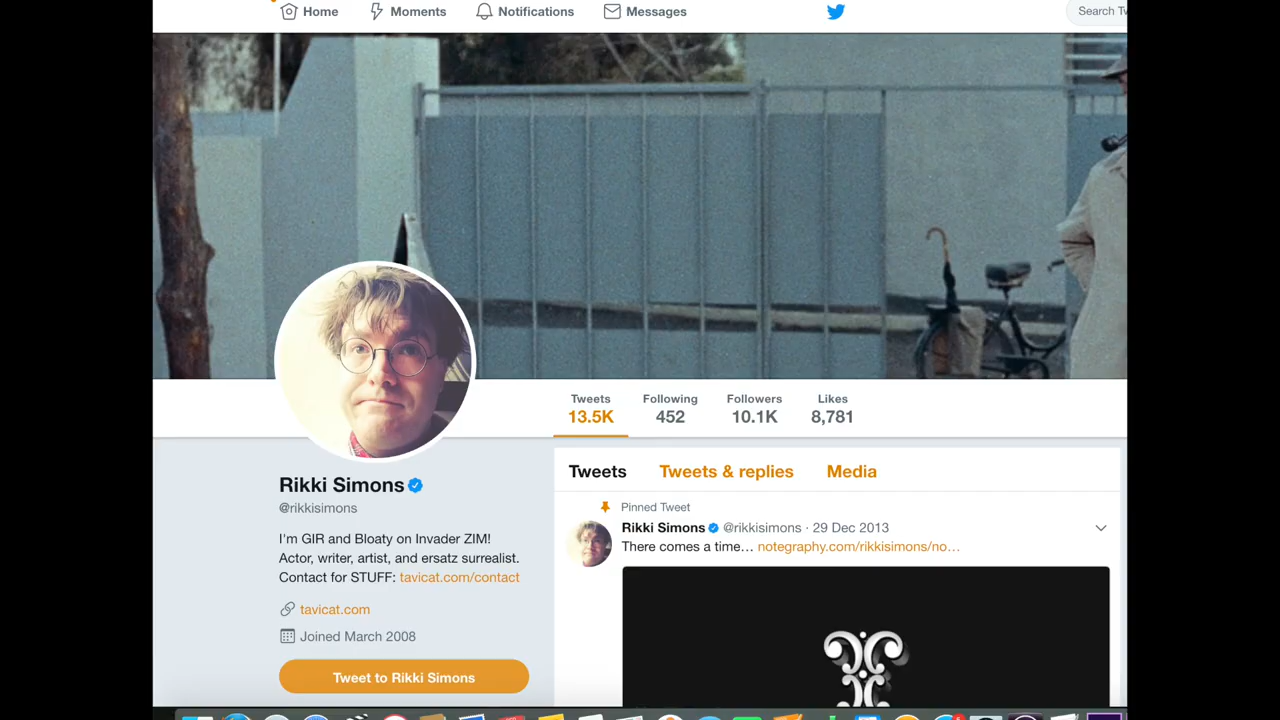 Home Moments Notifications Messages Search Tw
Tweets Following Followers Likes
13.5K 452 10.1K 8,781
Rikki Simons
@rikkisimons
I'm GIR and Bloaty on Invader ZIM!
Actor, writer, artist, and ersatz surrealist.
Contact for STUFF: tavicat.com/contact
tavicat.com
Joined March 2008
Tweet to Rikki Simons
Tweets Tweets & replies Media
Pinned Tweet
Rikki Simons @rikkisimons · 29 Dec 2013
There comes a time… notegraphy.com/rikkisimons/no…